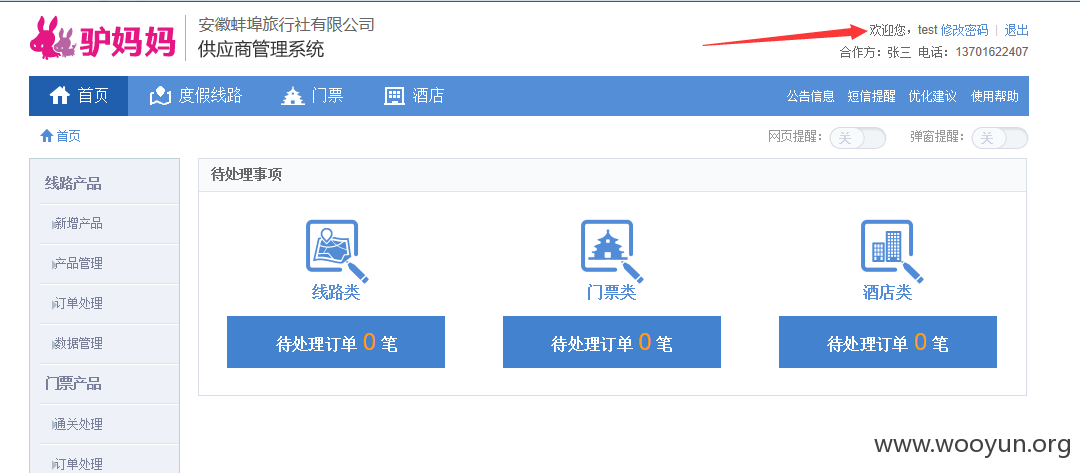 驴妈妈
安徽蚌埠旅行社有限公司
供应商管理系统
欢迎您，test 修改密码 | 退出
合作方：张三 电话：13701622407
首页 度假线路 门票 酒店
公告信息 短信提醒 优化建议 使用帮助
首页
网页提醒： 关 弹窗提醒： 关
线路产品
新增产品
产品管理
订单处理
数据管理
门票产品
通关处理
订单处理
待处理事项
线路类 门票类 酒店类
待处理订单 0 笔 待处理订单 0 笔 待处理订单 0 笔
www.wooyun.org